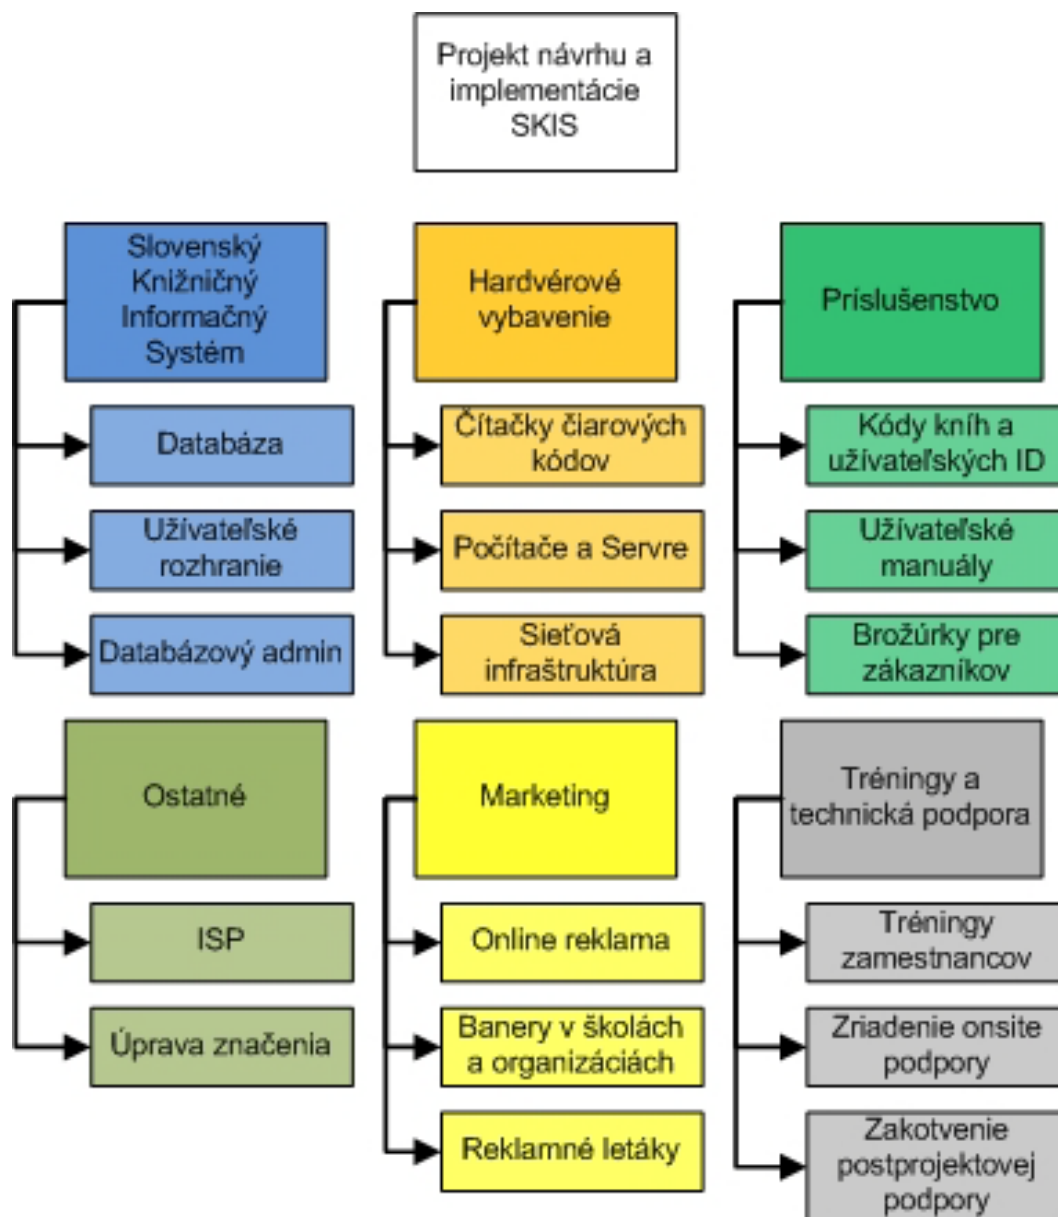 Projekt návrhu a
implementácie
SKIS
Slovenský
Knižničný
Informačný
Systém
Hardvérové
vybavenie
Príslušenstvo
Databáza
Čítačky čiarových
kódov
Kódy kníh a
užívateľských ID
Užívateľské
rozhranie
Počítače a Servre
Užívateľské
manuály
Databázový admin
Sieťová
infraštruktúra
Brožúrky pre
zákazníkov
Ostatné
Marketing
Tréningy a
technická podpora
ISP
Online reklama
Tréningy
zamestnancov
Úprava značenia
Banery v školách
a organizáciách
Zriadenie onsite
podpory
Reklamné letáky
Zakotvenie
postprojektovej
podpory